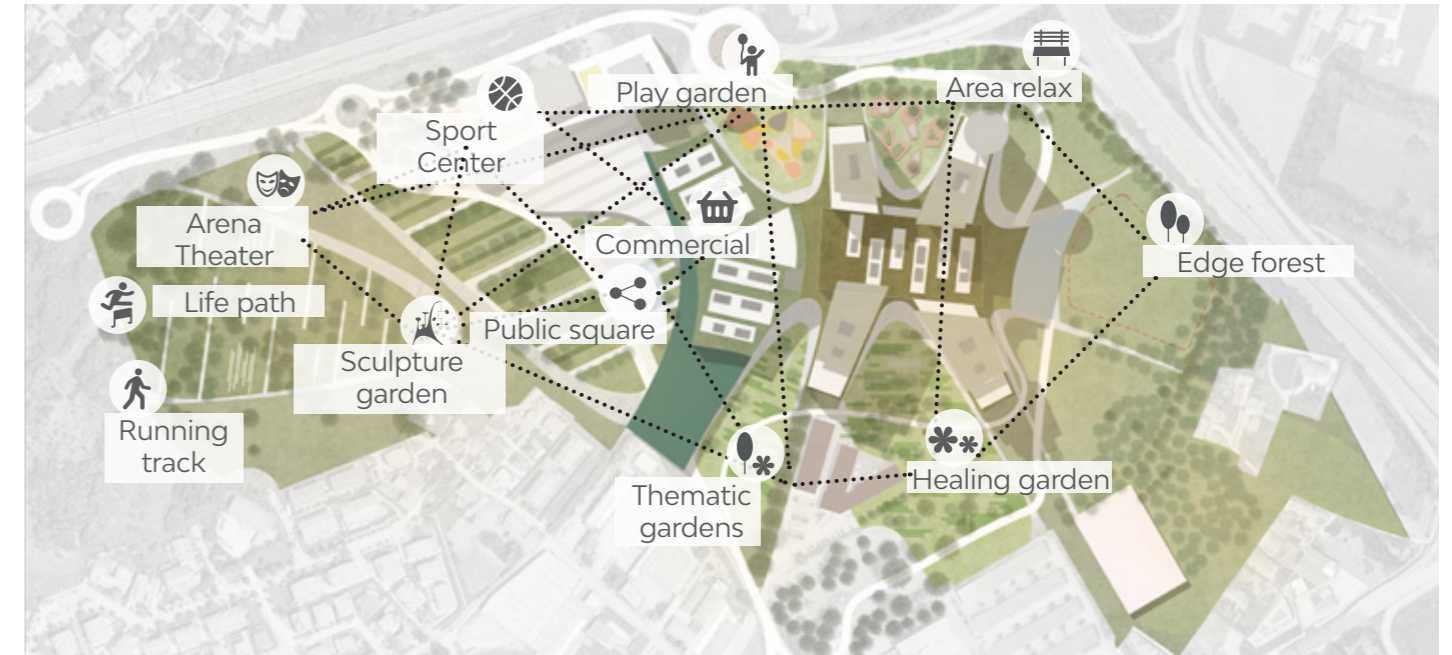 Play garden
Area relax
Sport
Center
Arena
Theater
Commercial
Edge forest
Life path
Public square
Sculpture
garden
Running
track
Thematic
gardens
Healing garden